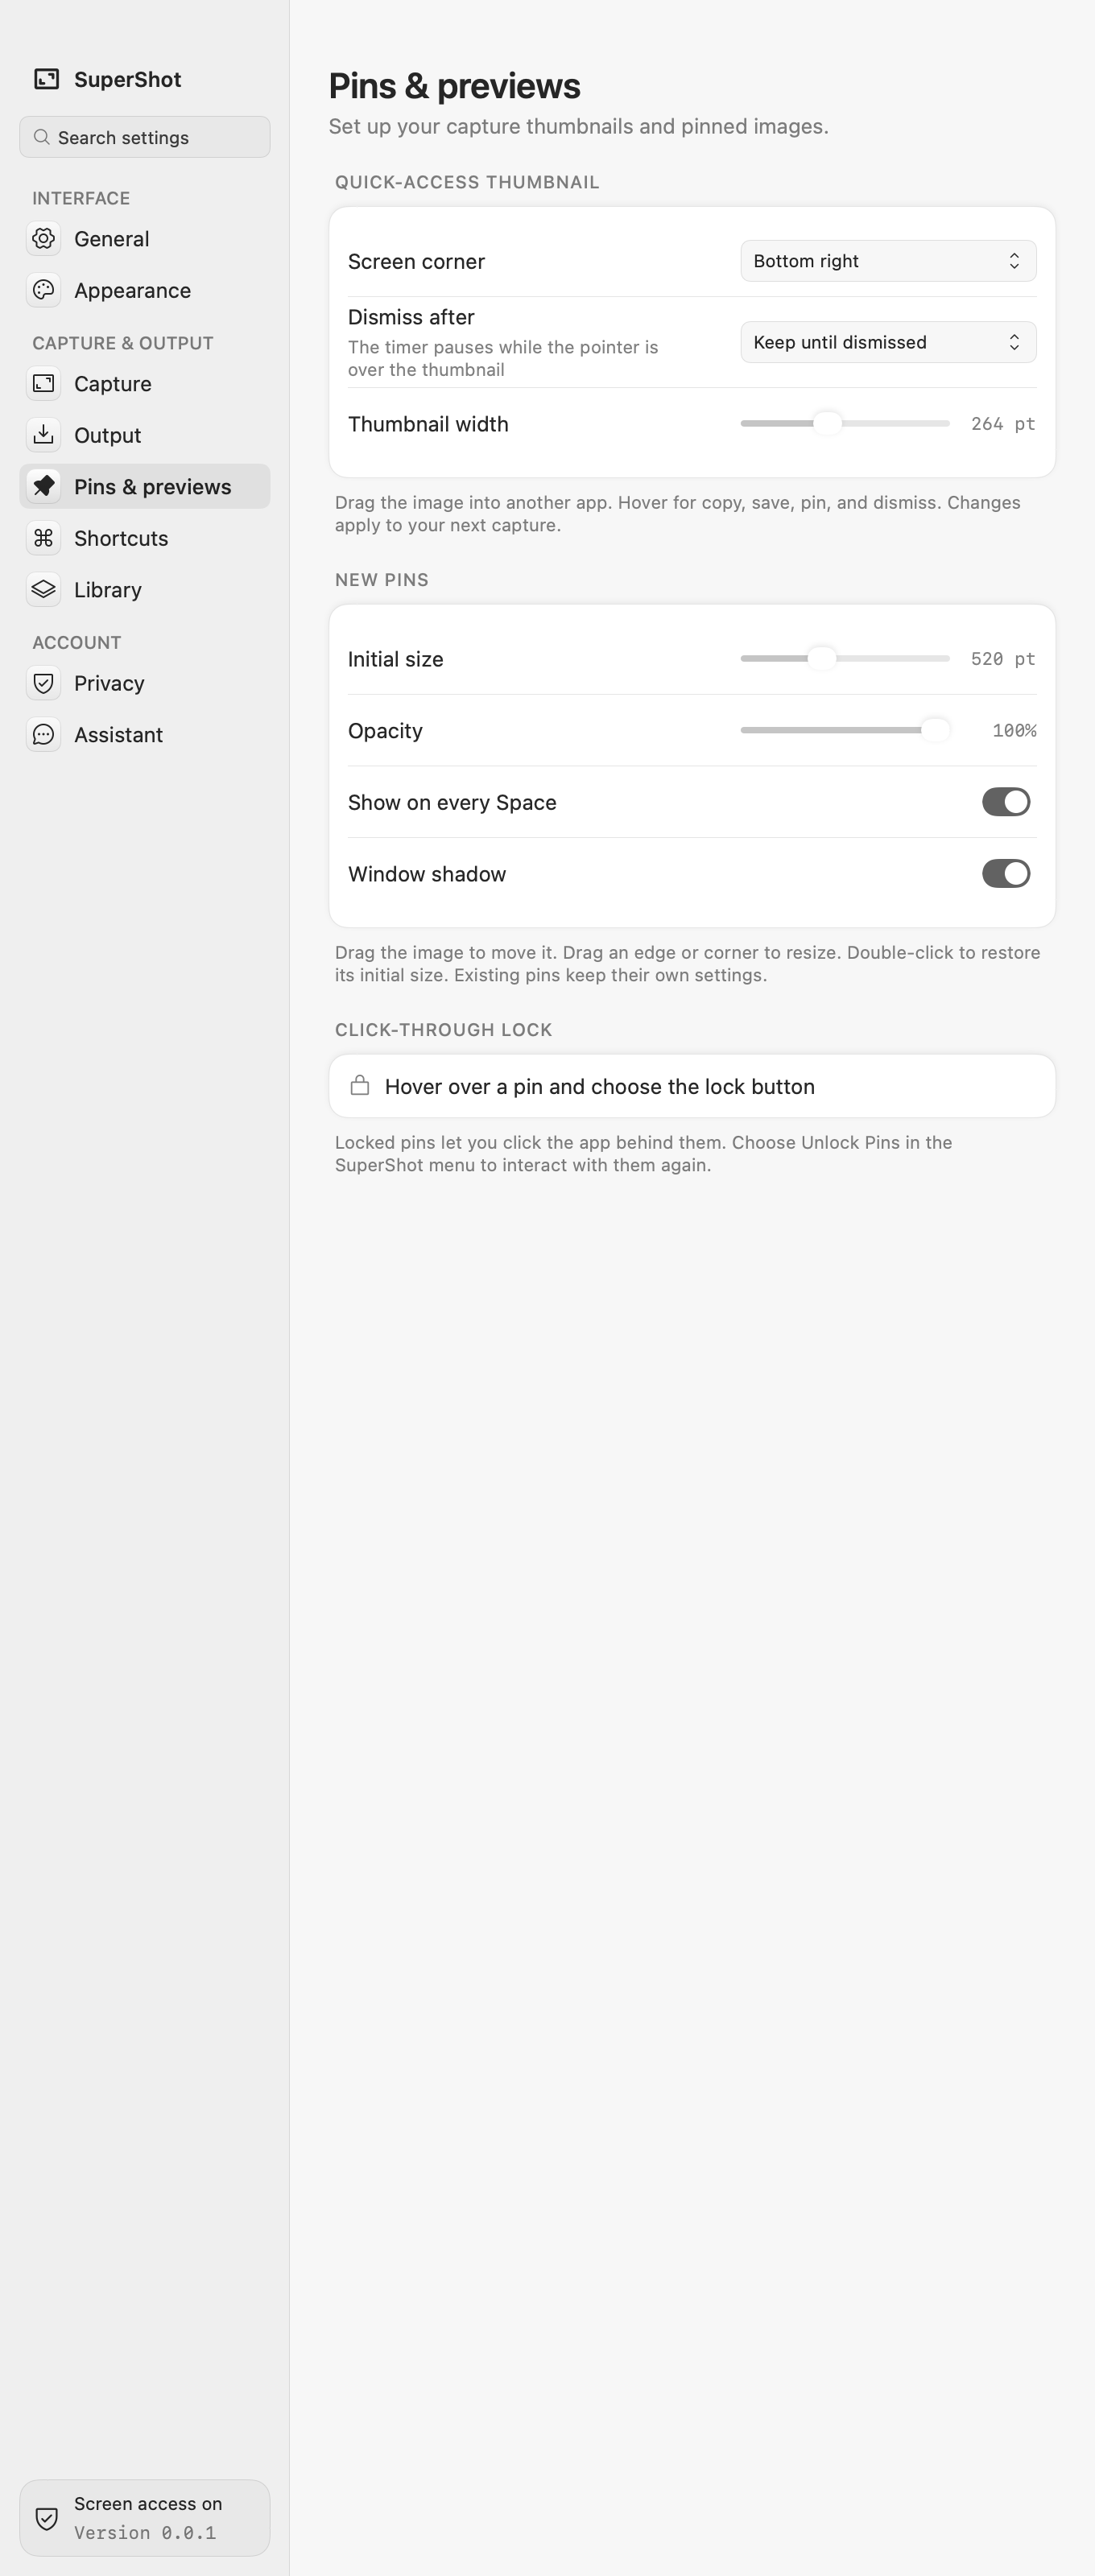 SuperShot
Search settings
INTERFACE
General
Appearance
CAPTURE & OUTPUT
Capture
Output
Pins & previews
Shortcuts
Library
ACCOUNT
Privacy
Assistant
Screen access on
Version 0.0.1
Pins & previews
Set up your capture thumbnails and pinned images.
QUICK-ACCESS THUMBNAIL
Screen corner
Bottom right
Dismiss after
The timer pauses while the pointer is
over the thumbnail
Keep until dismissed
Thumbnail width
264 pt
Drag the image into another app. Hover for copy, save, pin, and dismiss. Changes
apply to your next capture.
NEW PINS
Initial size
520 pt
Opacity
100%
Show on every Space
Window shadow
Drag the image to move it. Drag an edge or corner to resize. Double-click to restore
its initial size. Existing pins keep their own settings.
CLICK-THROUGH LOCK
Hover over a pin and choose the lock button
Locked pins let you click the app behind them. Choose Unlock Pins in the
SuperShot menu to interact with them again.